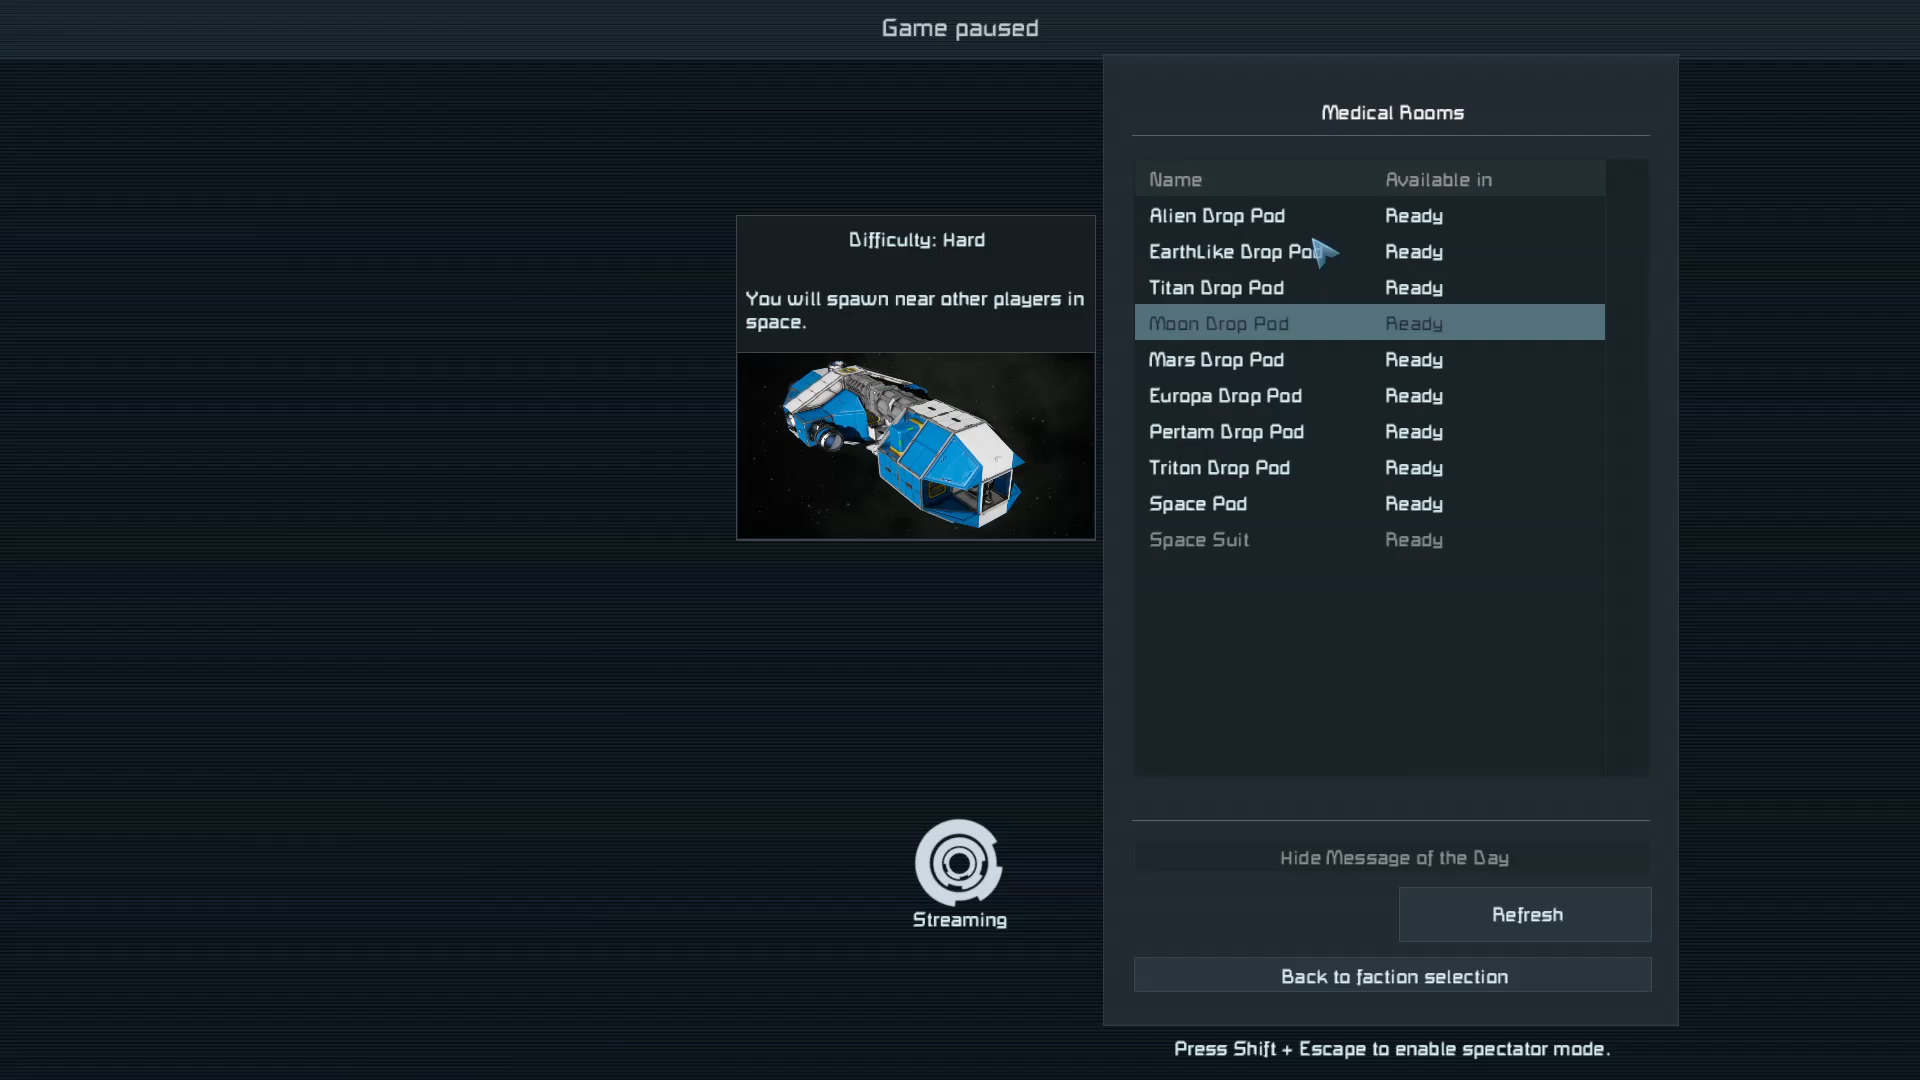 Game paused
Medical Rooms
Name Available in
Alien Drop Pod Ready
EarthLike Drop Pod Ready
Titan Drop Pod Ready
Moon Drop Pod Ready
Mars Drop Pod Ready
Europa Drop Pod Ready
Pertam Drop Pod Ready
Triton Drop Pod Ready
Space Pod Ready
Space Suit Ready
Difficulty: Hard
You will spawn near other players in
space.
Streaming
Hide Message of the Day
Refresh
Back to faction selection
Press Shift + Escape to enable spectator mode.